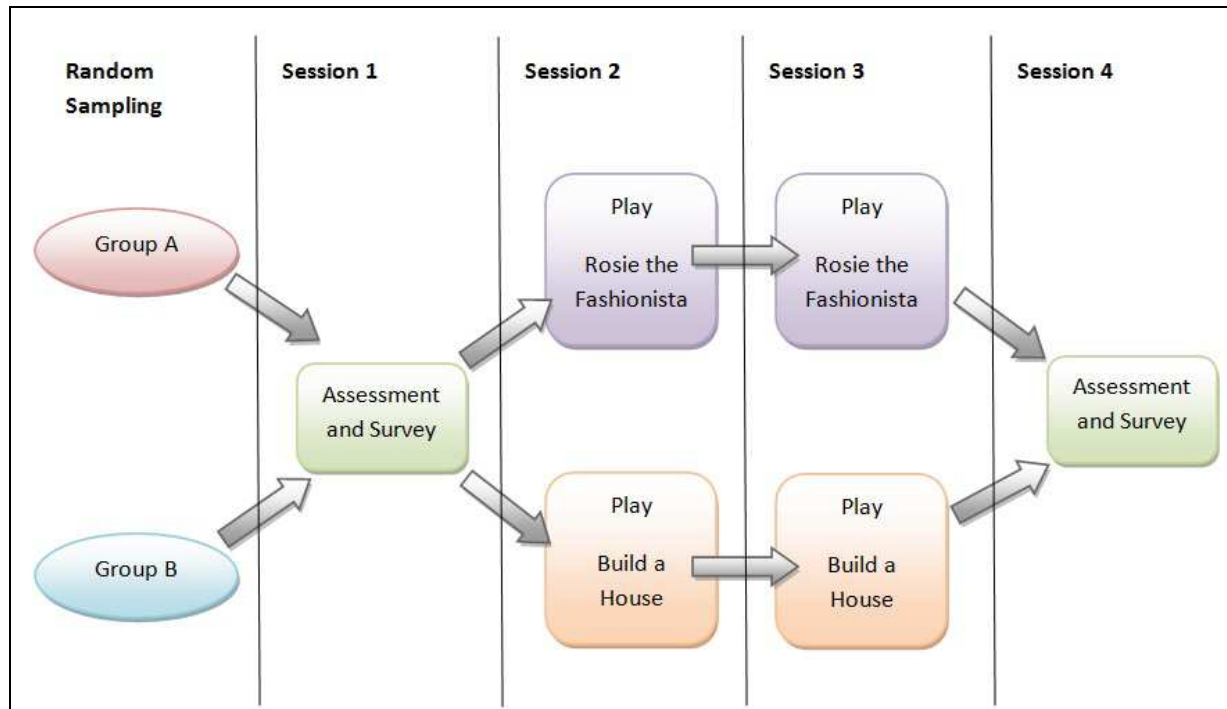 Random
Sampling
Session 1
Session 2
Session 3
Session 4
Group A
Group B
Assessment
and Survey
Play
Rosie the
Fashionista
Play
Build a
House
Play
Rosie the
Fashionista
Play
Build a
House
Assessment
and Survey